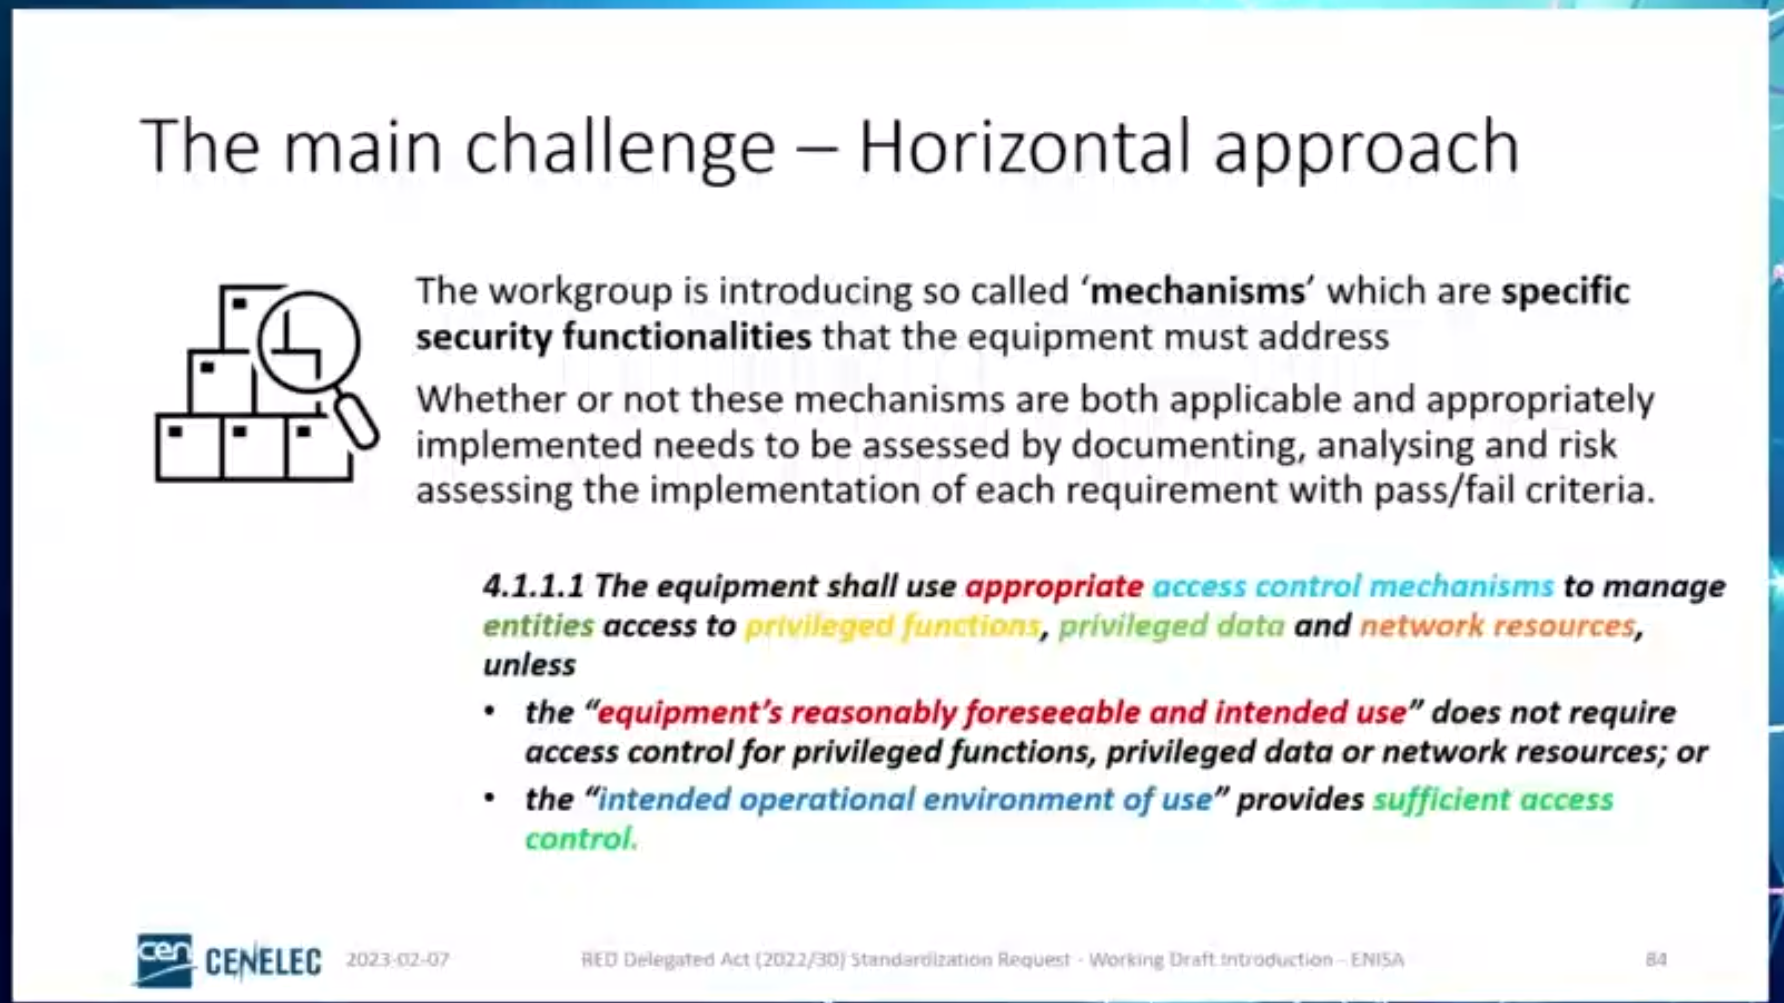 The main challenge – Horizontal approach
The workgroup is introducing so called ‘mechanisms’ which are specific
security functionalities that the equipment must address
Whether or not these mechanisms are both applicable and appropriately
implemented needs to be assessed by documenting, analysing and risk
assessing the implementation of each requirement with pass/fail criteria.
4.1.1.1 The equipment shall use appropriate access control mechanisms to manage
entities access to privileged functions, privileged data and network resources,
unless
• the “equipment’s reasonably foreseeable and intended use” does not require
access control for privileged functions, privileged data or network resources; or
• the “intended operational environment of use” provides sufficient access
control.
cen CENELEC 2023-02-07 RED Delegated Act (2022/30) Standardization Request - Working Draft Introduction - ENISA 84